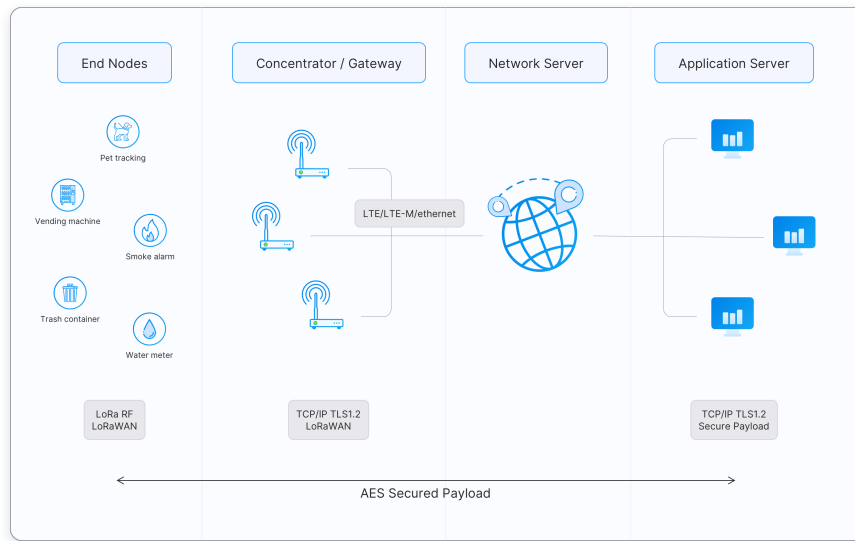 End Nodes
Concentrator / Gateway
Network Server
Application Server
Pet tracking
Vending machine
Smoke alarm
Trash container
Water meter
LTE/LTE-M/ethernet
LoRa RF
LoRaWAN
TCP/IP TLS1.2
LoRaWAN
TCP/IP TLS1.2
Secure Payload
AES Secured Payload